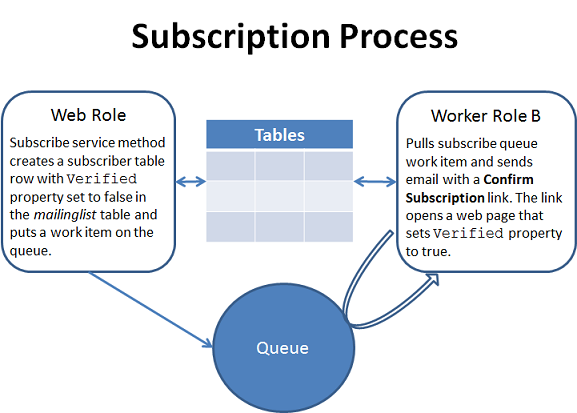 Subscription Process
Web Role
Subscribe service method
creates a subscriber table
row with Verified
property set to false in
the mailinglist table and
puts a work item on the
queue.
Tables
Worker Role B
Pulls subscribe queue
work item and sends
email with a Confirm
Subscription link. The link
opens a web page that
sets Verified property
to true.
Queue